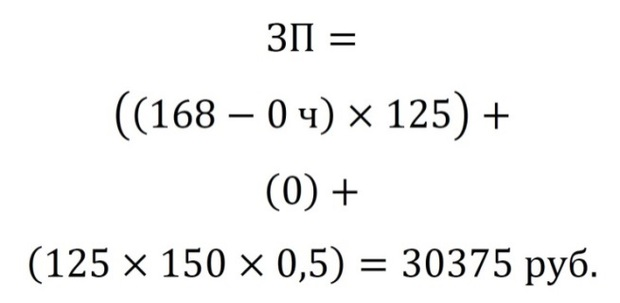 ЗП =
((168 − 0 ч) × 125) +
(0) +
(125 × 150 × 0,5) = 30375 руб.